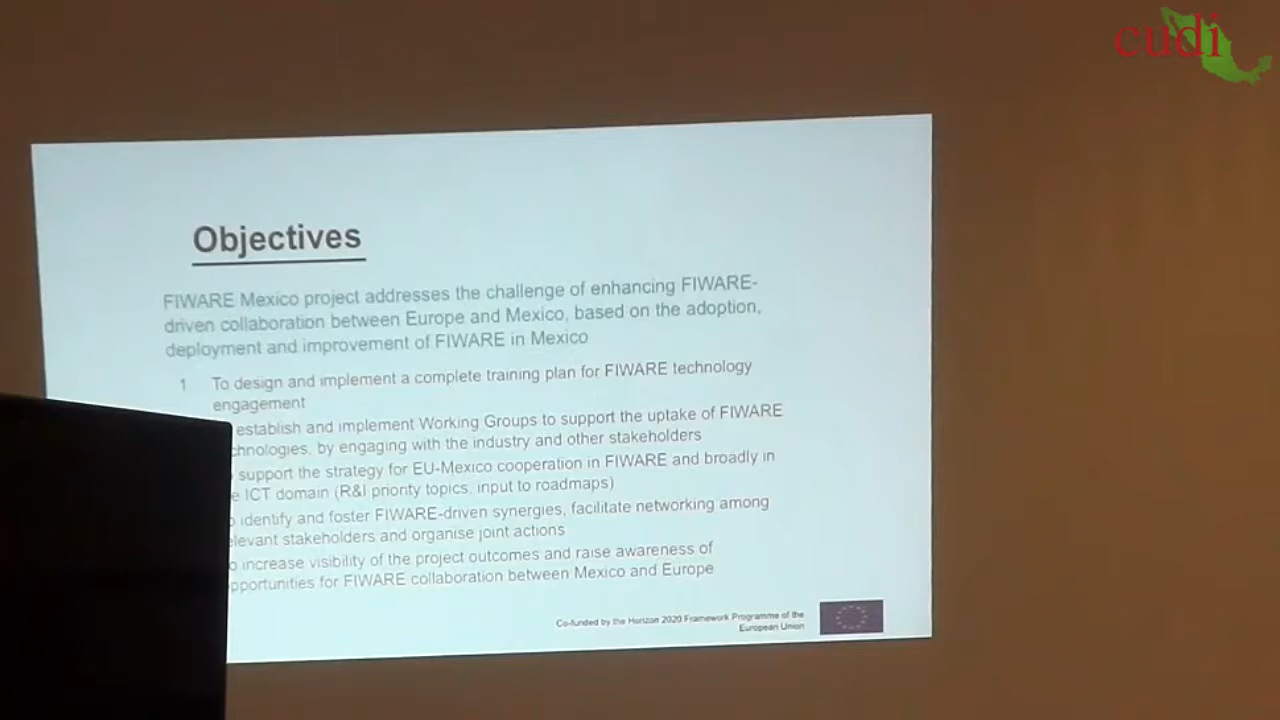 cudi
Objectives
FIWARE Mexico project addresses the challenge of enhancing FIWARE-
driven collaboration between Europe and Mexico, based on the adoption,
deployment and improvement of FIWARE in Mexico
1 To design and implement a complete training plan for FIWARE technology
engagement
establish and implement Working Groups to support the uptake of FIWARE
chnologies, by engaging with the industry and other stakeholders
support the strategy for EU-Mexico cooperation in FIWARE and broadly in
e ICT domain (R&I priority topics, input to roadmaps)
o identify and foster FIWARE-driven synergies, facilitate networking among
elevant stakeholders and organise joint actions
o increase visibility of the project outcomes and raise awareness of
pportunities for FIWARE collaboration between Mexico and Europe
Co-funded by the Horizon 2020 Framework Programme of the
European Union